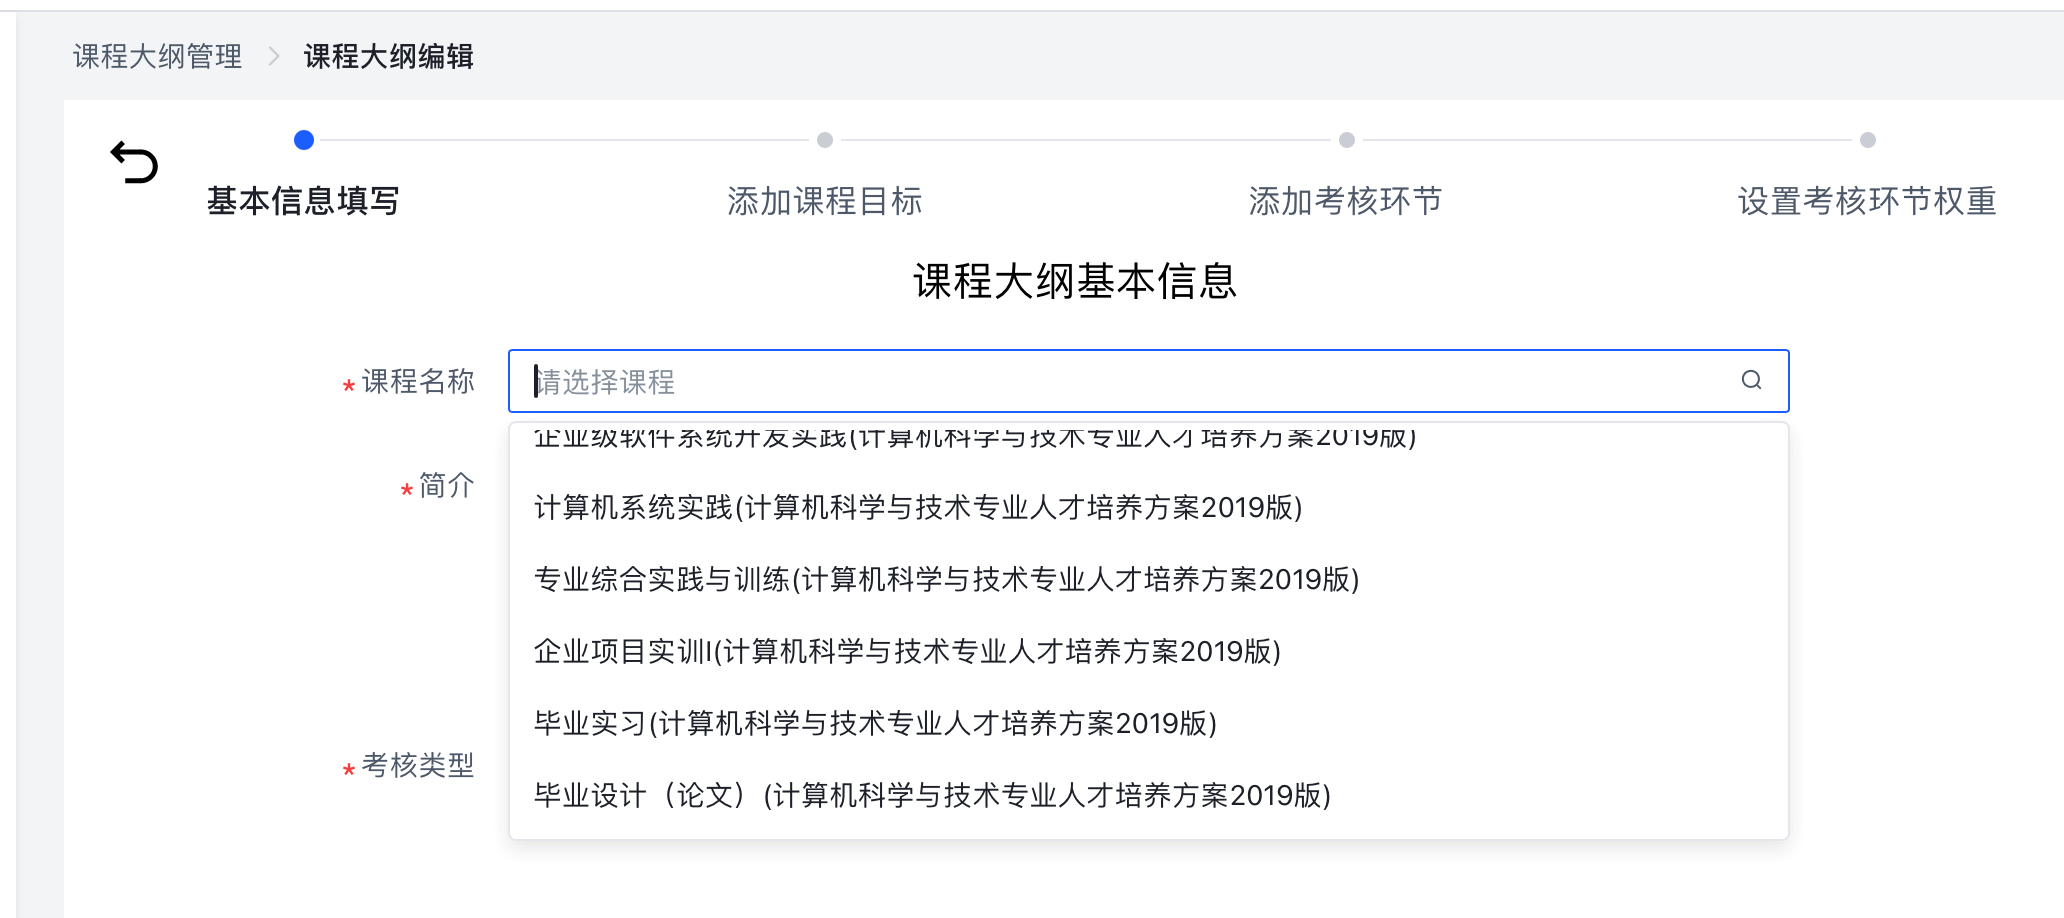 课程大纲管理 > 课程大纲编辑
基本信息填写 添加课程目标 添加考核环节 设置考核环节权重
课程大纲基本信息
* 课程名称 请选择课程
企业级软件系统开发实践(计算机科学与技术专业人才培养方案2019版)
* 简介
计算机系统实践(计算机科学与技术专业人才培养方案2019版)
专业综合实践与训练(计算机科学与技术专业人才培养方案2019版)
企业项目实训I(计算机科学与技术专业人才培养方案2019版)
毕业实习(计算机科学与技术专业人才培养方案2019版)
* 考核类型
毕业设计（论文）(计算机科学与技术专业人才培养方案2019版)